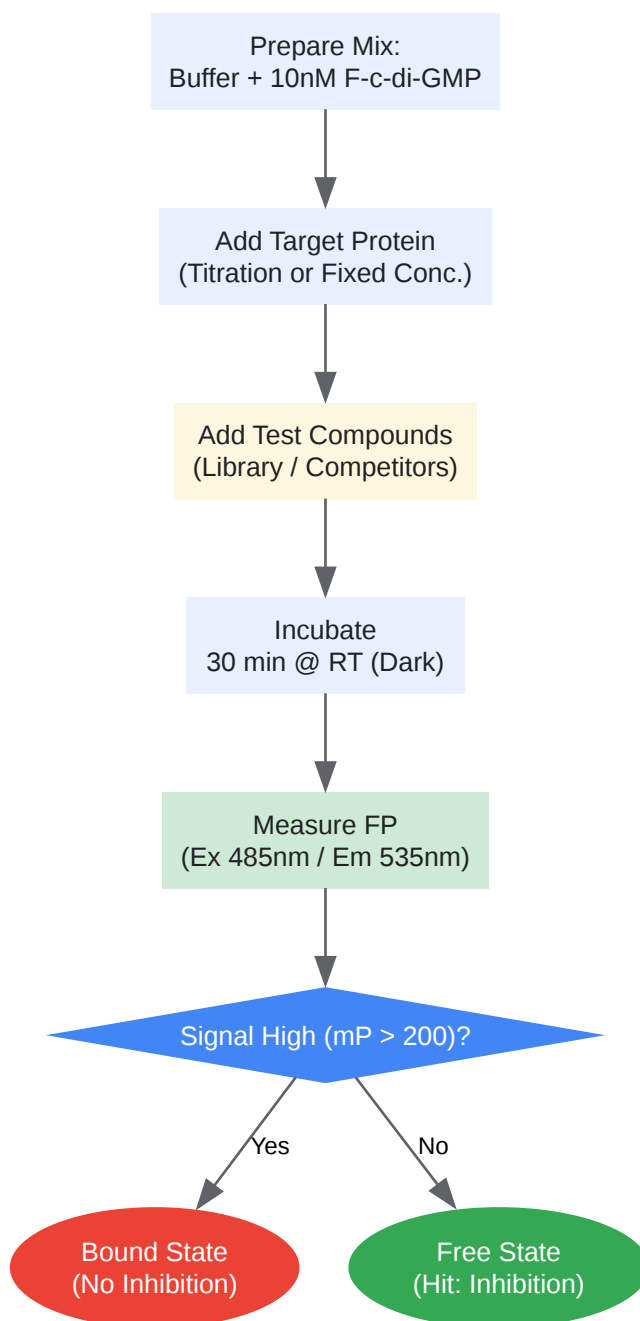 Prepare Mix:
Buffer + 10nM F-c-di-GMP
Add Target Protein
(Titration or Fixed Conc.)
Add Test Compounds
(Library / Competitors)
Incubate
30 min @ RT (Dark)
Measure FP
(Ex 485nm / Em 535nm)
Signal High (mP > 200)?
Yes
No
Bound State
(No Inhibition)
Free State
(Hit: Inhibition)